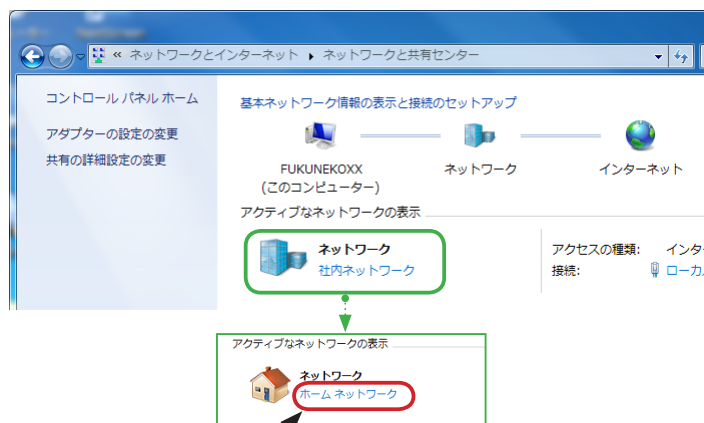 « ネットワークとインターネット ▸ ネットワークと共有センター
コントロール パネル ホーム
アダプターの設定の変更
共有の詳細設定の変更
基本ネットワーク情報の表示と接続のセットアップ
FUKUNEKOXX
(このコンピューター)
ネットワーク
インターネット
アクティブなネットワークの表示
ネットワーク
社内ネットワーク
アクセスの種類: インタ
接続: ローカ
アクティブなネットワークの表示
ネットワーク
ホーム ネットワーク